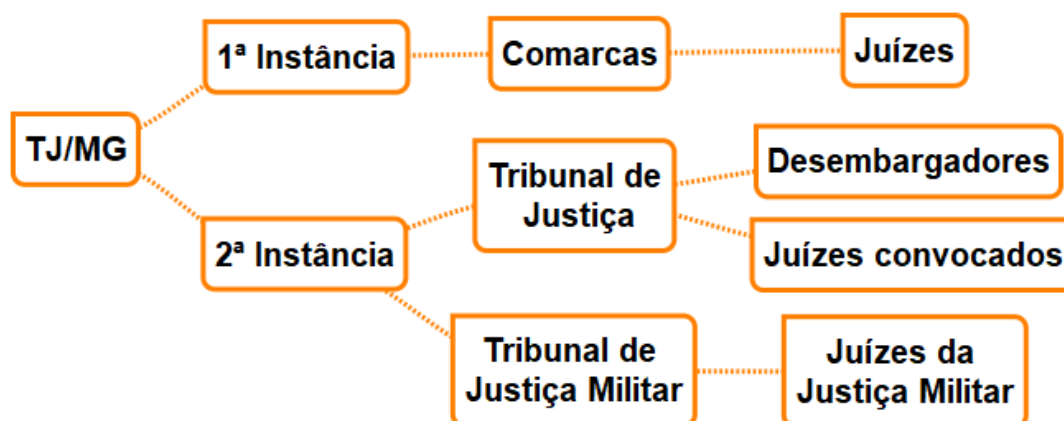 1ª Instância
Comarcas
Juízes
TJ/MG
2ª Instância
Tribunal de
Justiça
Desembargadores
Juízes convocados
Tribunal de
Justiça Militar
Juízes da
Justiça Militar